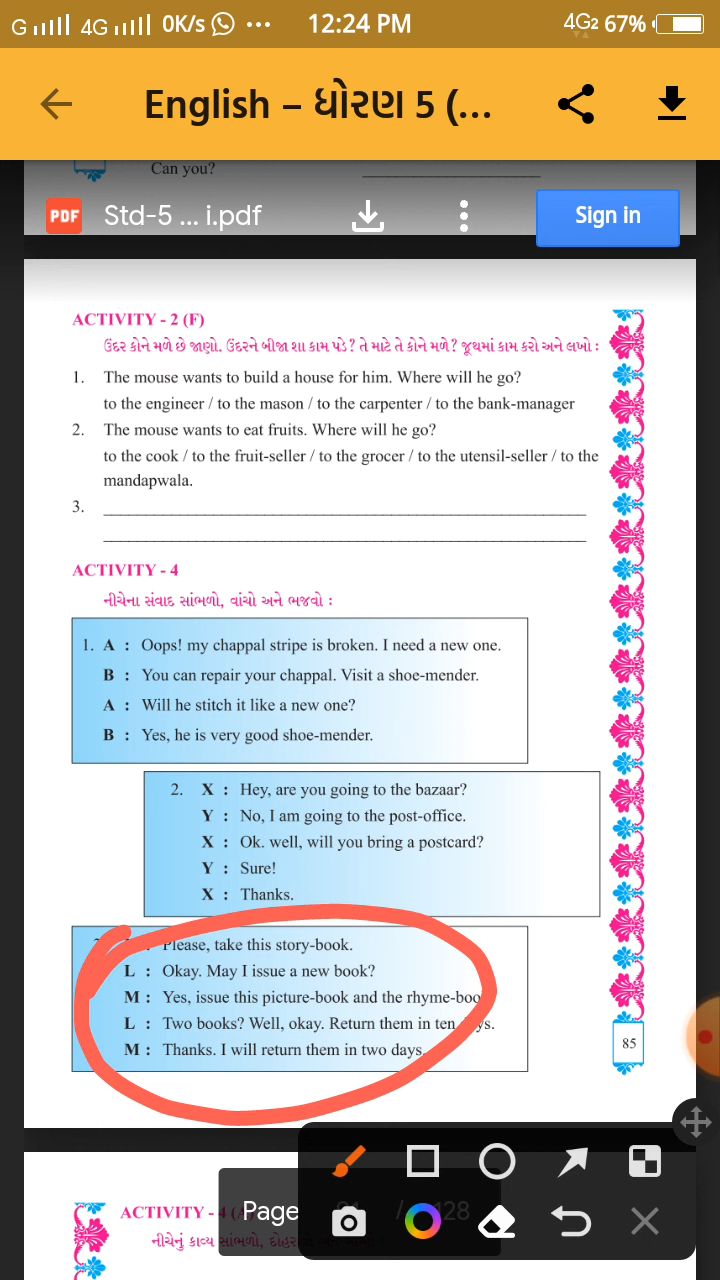 G 4G 0K/s ... 12:24 PM 4G2 67%
English – ધોરણ 5 (...
Can you?
PDF Std-5 ... i.pdf Sign in
ACTIVITY - 2 (F)
ઉંદર કોને મળે છે જાણો. ઉંદરને બીજા શા કામ પડે? તે માટે તે કોને મળે? જૂથમાં કામ કરો અને લખો :
1. The mouse wants to build a house for him. Where will he go?
to the engineer / to the mason / to the carpenter / to the bank-manager
2. The mouse wants to eat fruits. Where will he go?
to the cook / to the fruit-seller / to the grocer / to the utensil-seller / to the
mandapwala.
3.
ACTIVITY - 4
નીચેના સંવાદ સાંભળો, વાંચો અને ભજવો :
1. A : Oops! my chappal stripe is broken. I need a new one.
B : You can repair your chappal. Visit a shoe-mender.
A : Will he stitch it like a new one?
B : Yes, he is very good shoe-mender.
2. X : Hey, are you going to the bazaar?
Y : No, I am going to the post-office.
X : Ok. well, will you bring a postcard?
Y : Sure!
X : Thanks.
Please, take this story-book.
L : Okay. May I issue a new book?
M : Yes, issue this picture-book and the
L : Two books? Well, okay. Return them in ten
M : Thanks. I will return them in two days
85
ACTIVITY - 4
Page / 128
નીચેનું કાવ્ય સાંભળો,